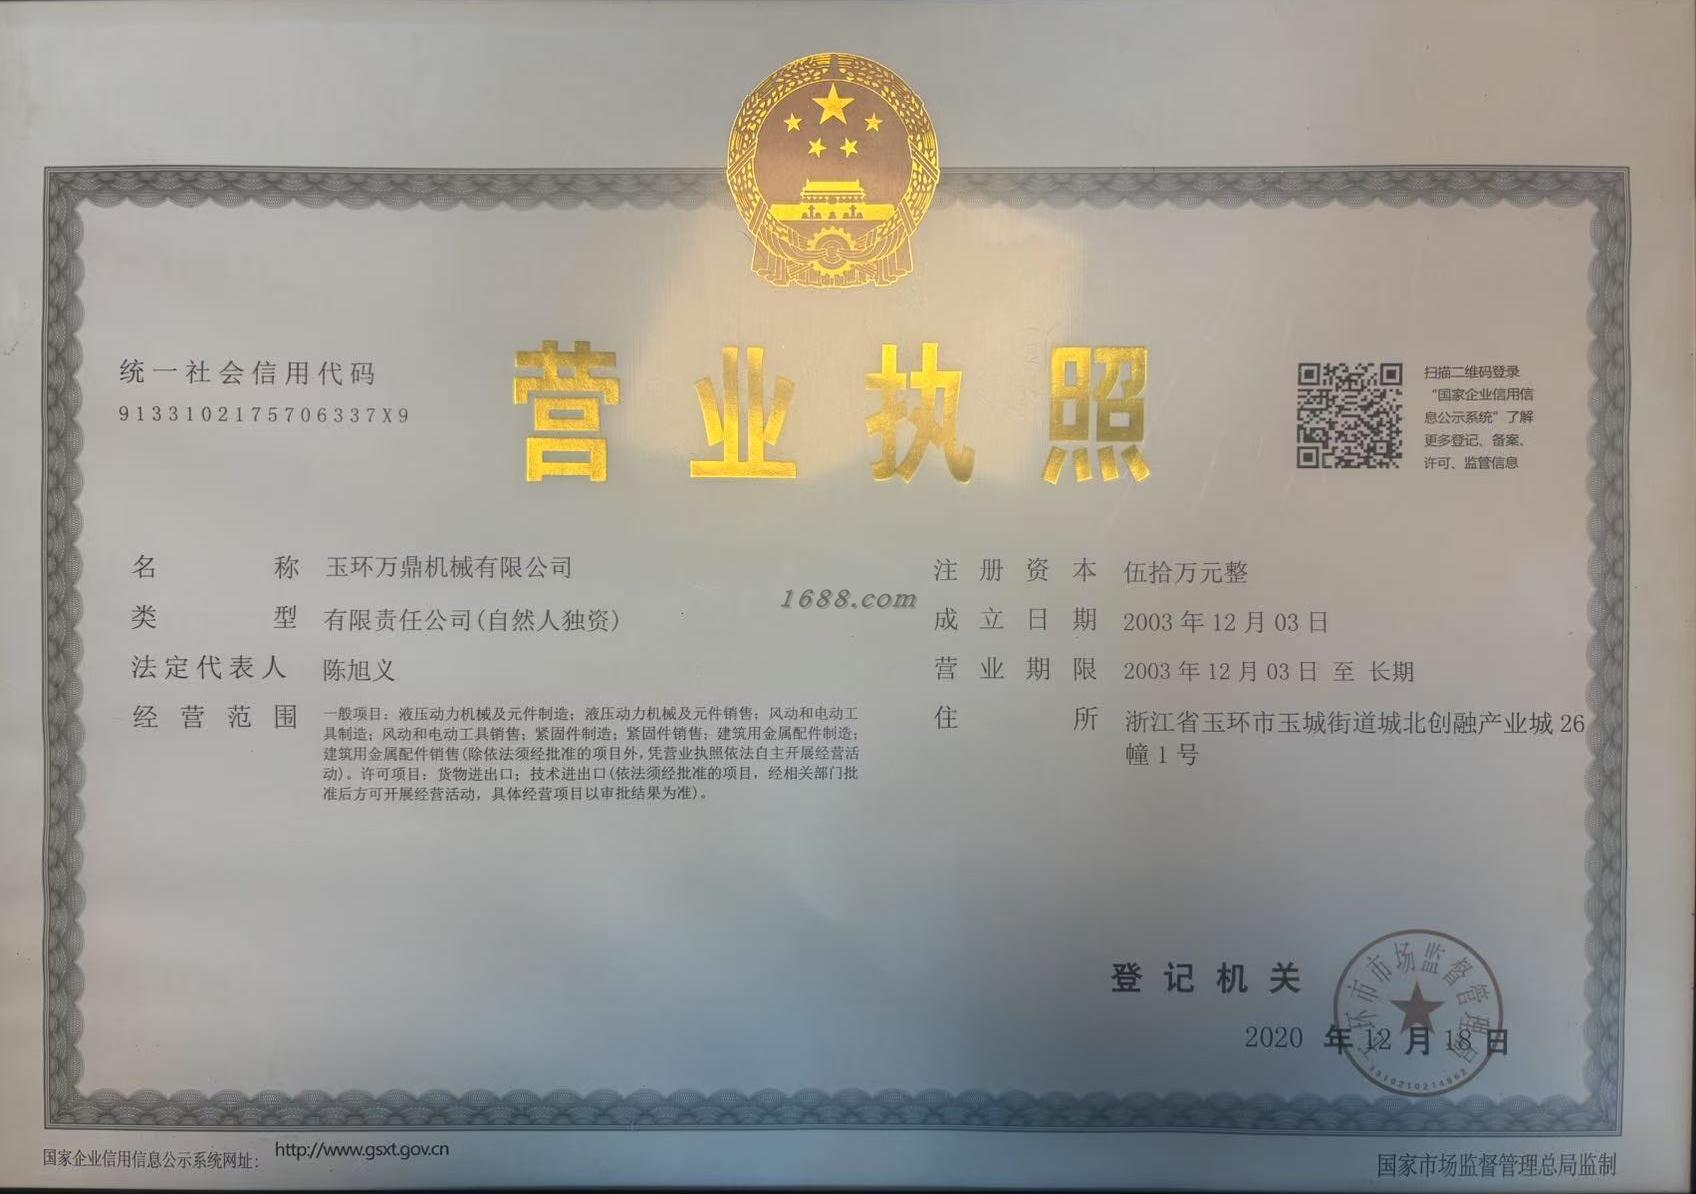 统一社会信用代码
9133102175706337X9
营业执照
扫描二维码登录
“国家企业信用信
息公示系统”了解
更多登记、备案、
许可、监管信息
名称 玉环万鼎机械有限公司
类型 有限责任公司(自然人独资)
法定代表人 陈旭义
经营范围 一般项目：液压动力机械及元件制造；液压动力机械及元件销售；风动和电动工
具制造；风动和电动工具销售；紧固件制造；紧固件销售；建筑用金属配件制造；
建筑用金属配件销售(除依法须经批准的项目外，凭营业执照依法自主开展经营活
动)。许可项目：货物进出口；技术进出口(依法须经批准的项目，经相关部门批
准后方可开展经营活动，具体经营项目以审批结果为准)。
1688.com
注册资本 伍拾万元整
成立日期 2003年12月03日
营业期限 2003年12月03日 至 长期
住所 浙江省玉环市玉城街道城北创融产业城26
幢1号
登记机关
玉环市市场监督管理局
3310210214862
2020 年 12 月 18 日
国家企业信用信息公示系统网址： http://www.gsxt.gov.cn
国家市场监督管理总局监制